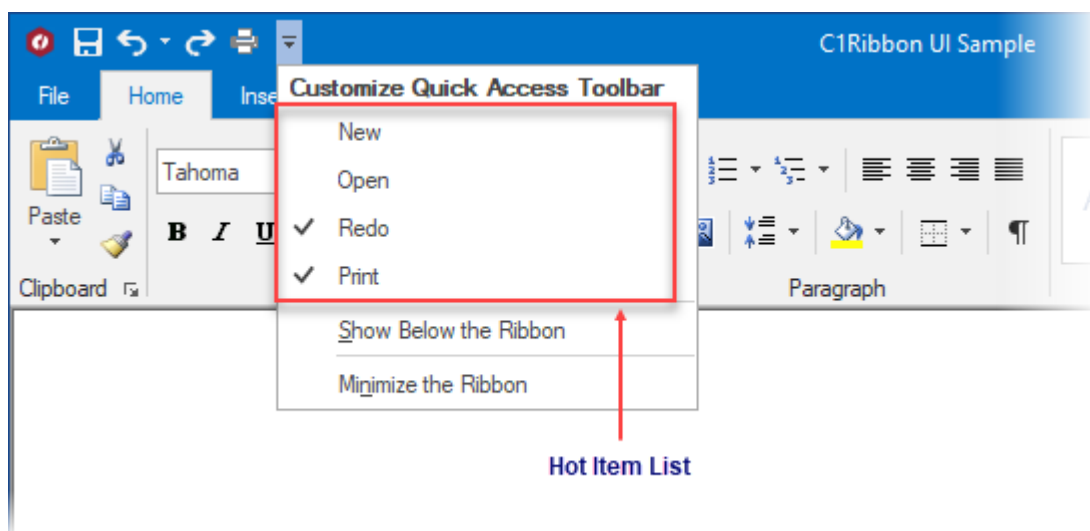 C1Ribbon UI Sample
File Home Inse
Customize Quick Access Toolbar
New
Open
Redo
Print
Show Below the Ribbon
Minimize the Ribbon
Tahoma
Paste
B I U
Clipboard
Paragraph
Hot Item List